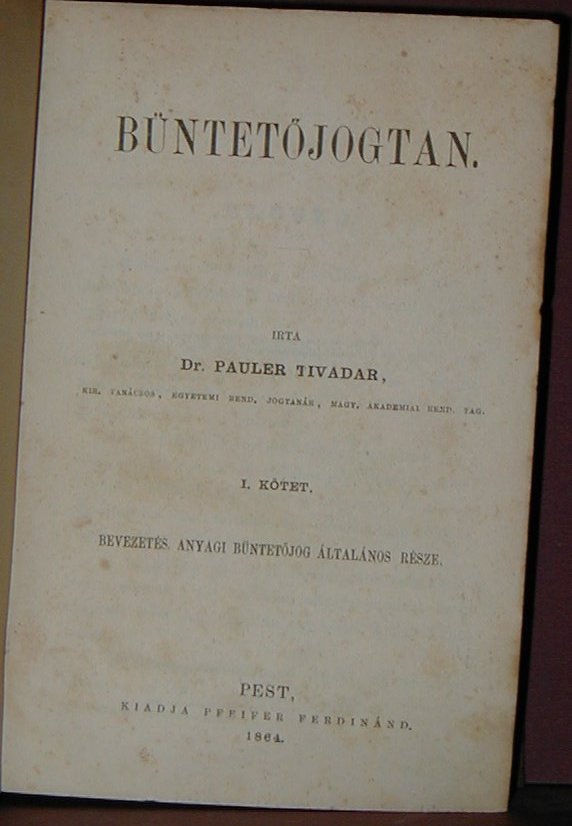 BÜNTETŐJOGTAN.
IRTA
Dr. PAULER TIVADAR,
KIR. TANÁCSOS, EGYETEMI REND. JOGTANÁR, MAGY. AKADEMIAI REND. TAG.
I. KÖTET.
BEVEZETÉS. ANYAGI BÜNTETŐJOG ÁLTALÁNOS RÉSZE.
PEST,
KIADJA PFEIFER FERDINÁND.
1864.